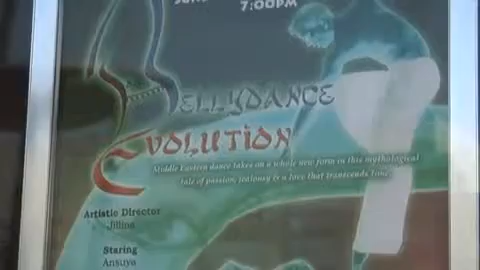 7:00PM
BELLYDANCE
EVOLUTION
Middle Eastern dance takes on a whole new form in this mythological
tale of passion, jealousy & a love that transcends time.
Artistic Director
Jillina
Staring
Ansuya